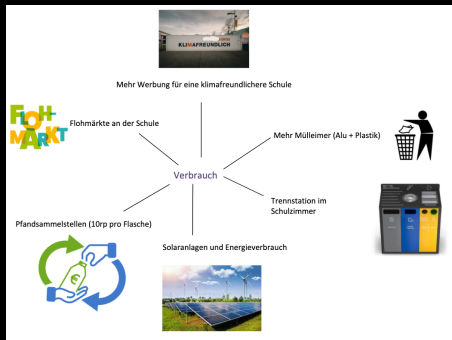 KLIMAFREUNDLICH
Mehr Werbung für eine klimafreundlichere Schule
FLOH-
MARKT
Flohmärkte an der Schule
Mehr Mülleimer (Alu + Plastik)
Verbrauch
Trennstation im
Schulzimmer
Pfandsammelstellen (10rp pro Flasche)
Solaranlagen und Energieverbrauch
€